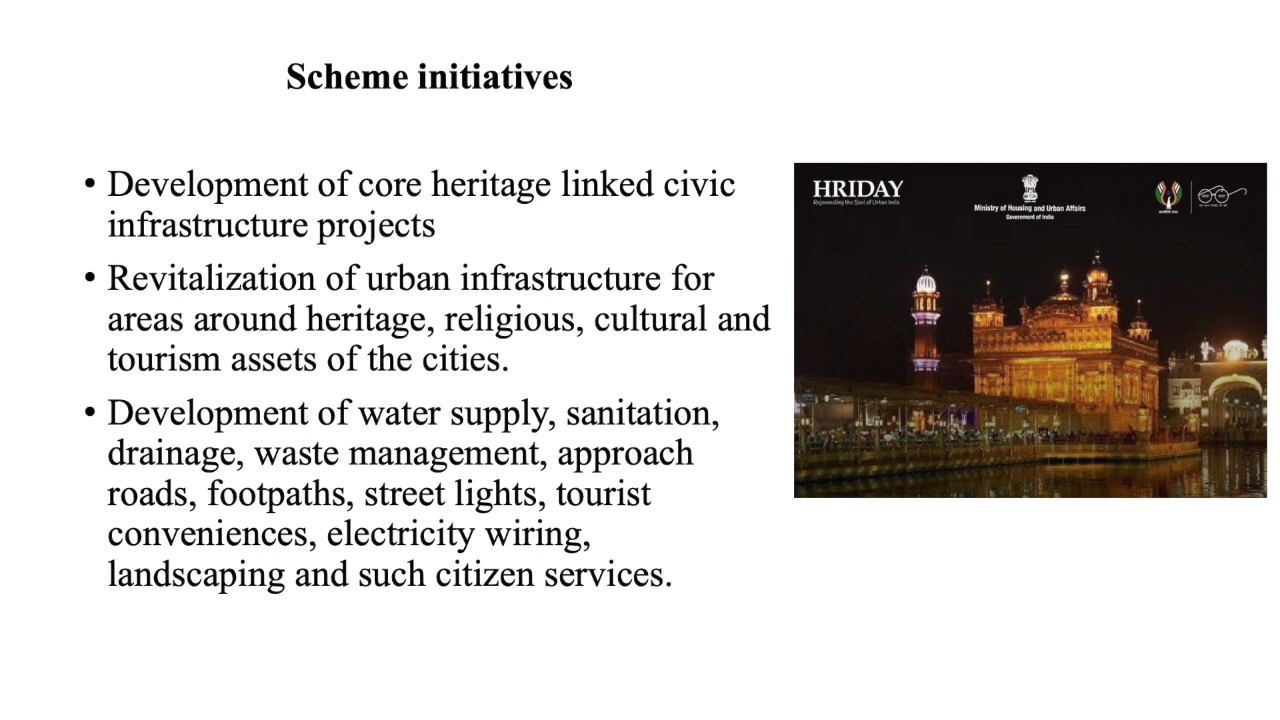 Scheme initiatives
• Development of core heritage linked civic
infrastructure projects
• Revitalization of urban infrastructure for
areas around heritage, religious, cultural and
tourism assets of the cities.
• Development of water supply, sanitation,
drainage, waste management, approach
roads, footpaths, street lights, tourist
conveniences, electricity wiring,
landscaping and such citizen services.
HRIDAY
Rejuvenating the Soul of Urban India
Ministry of Housing and Urban Affairs
Government of India